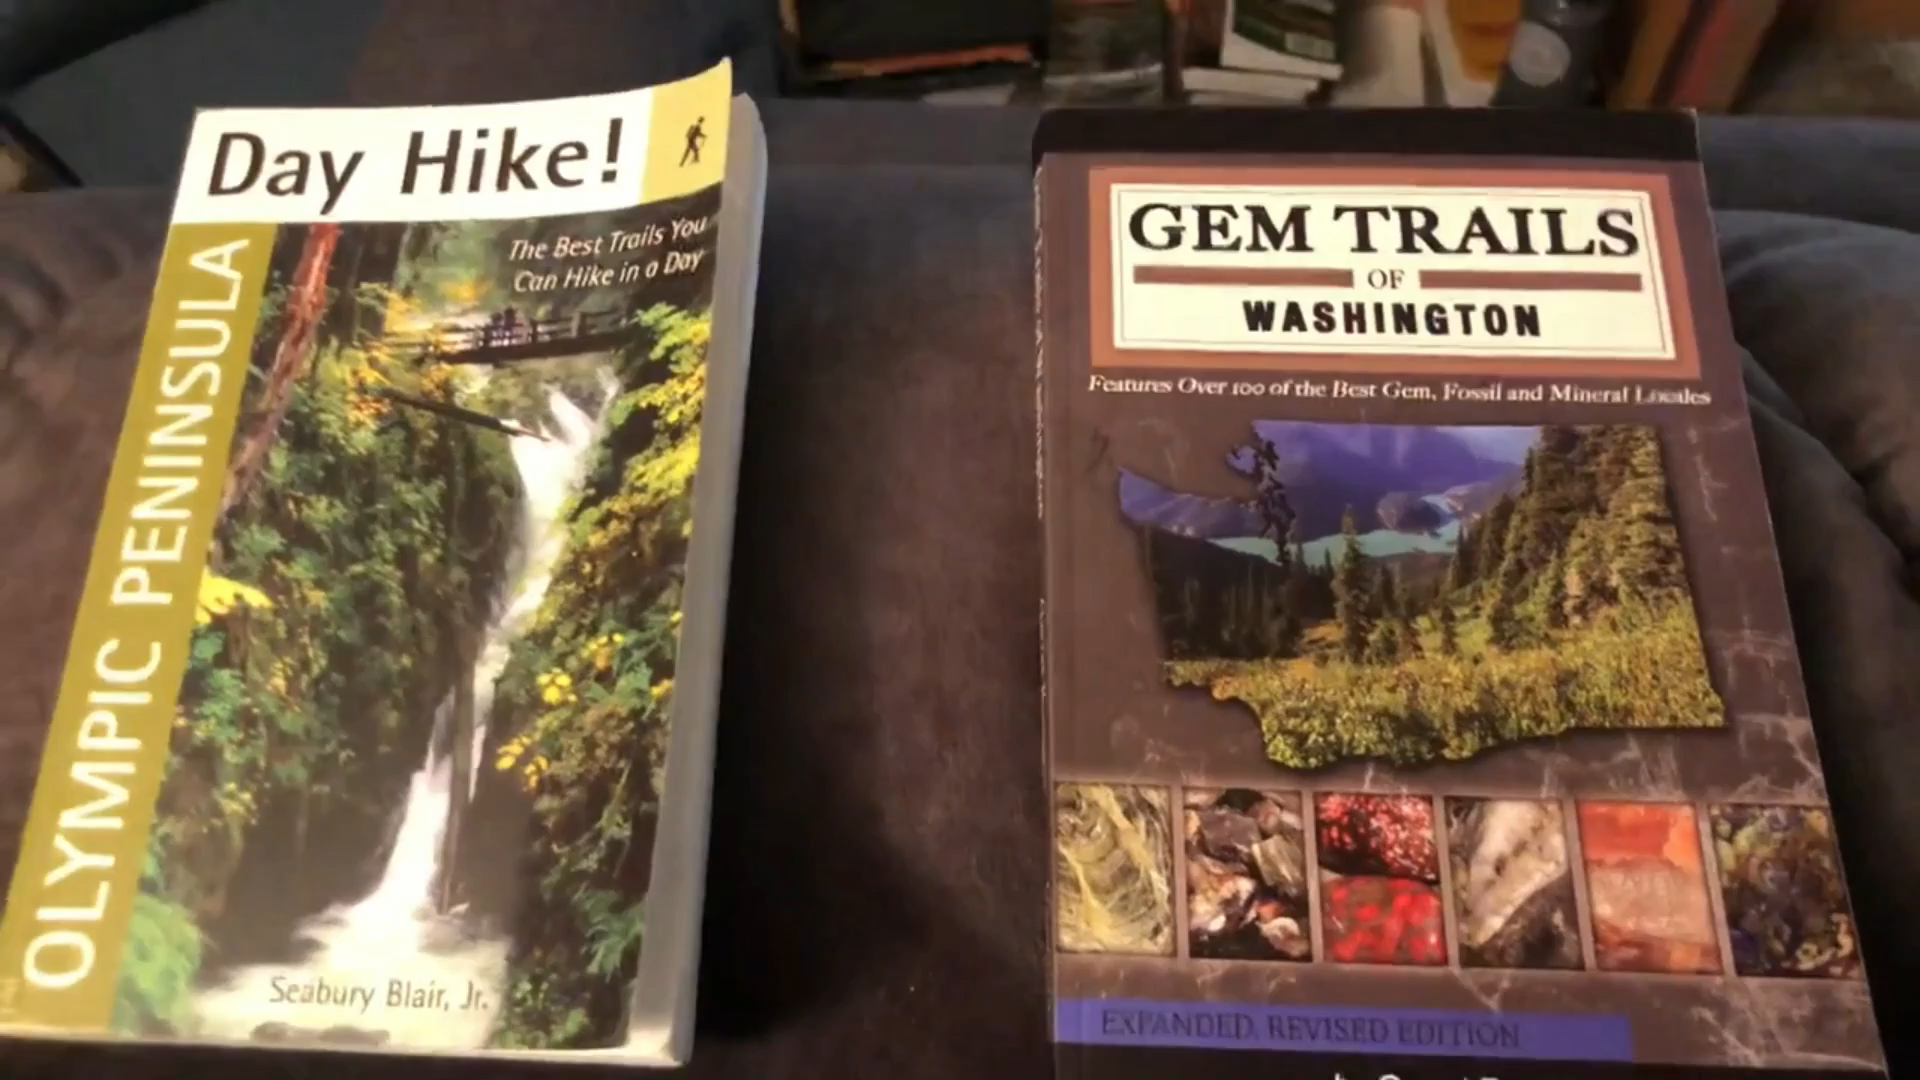 Day Hike!
The Best Trails You
Can Hike in a Day
OLYMPIC PENINSULA
Seabury Blair, Jr.
GEM TRAILS
OF
WASHINGTON
Features Over 100 of the Best Gem, Fossil and Mineral Locales
EXPANDED, REVISED EDITION